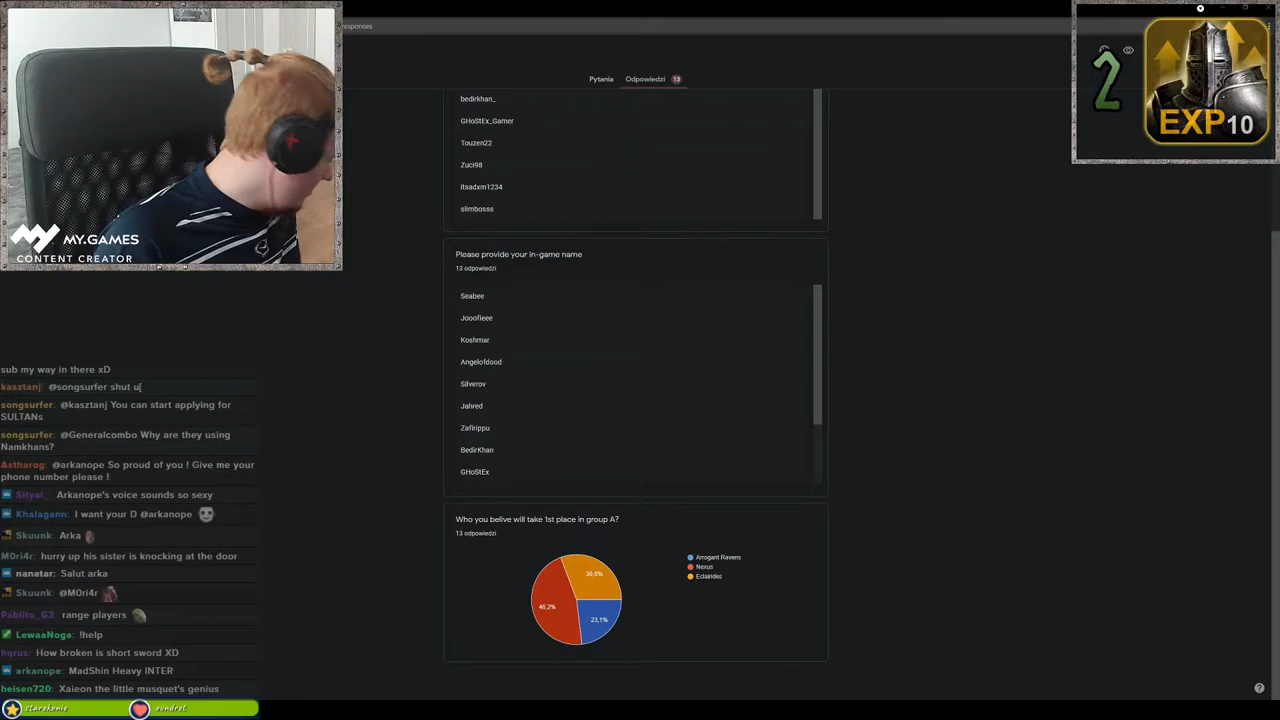 responses
Pytania
Odpowiedzi 13
bedirkhan_
GHoStEx_Gamer
Touzen22
Zuci98
itsadxm1234
slimbosss
Please provide your in-game name
13 odpowiedzi
Seabee
Jooofieee
Koshmar
Angelofdood
Silverov
Jahred
Zafirippu
BedirKhan
GHoStEx
Who you belive will take 1st place in group A?
13 odpowiedzi
Arrogant Ravens
Nexus
Eclairides
30,8%
46,2%
23,1%
2
EXP10
MY.GAMES
CONTENT CREATOR
sub my way in there xD
kasztanj: @songsurfer shut u[
songsurfer: @kasztanj You can start applying for
SULTANs
songsurfer: @Generalcombo Why are they using
Namkhans?
Astharog: @arkanope So proud of you ! Give me your
phone number please !
Sityal_ Arkanope's voice sounds so sexy
Khalagann: I want your D @arkanope
Skuunk: Arka
M0ri4r: hurry up his sister is knocking at the door
nanatar: Salut arka
Skuunk: @M0ri4r
Pablito_G2: range players
LewaaNoga: !help
hqrus: How broken is short sword XD
arkanope: MadShin Heavy INTER
heisen720: Xaieon the little musquet's genius
starekonie
oundret